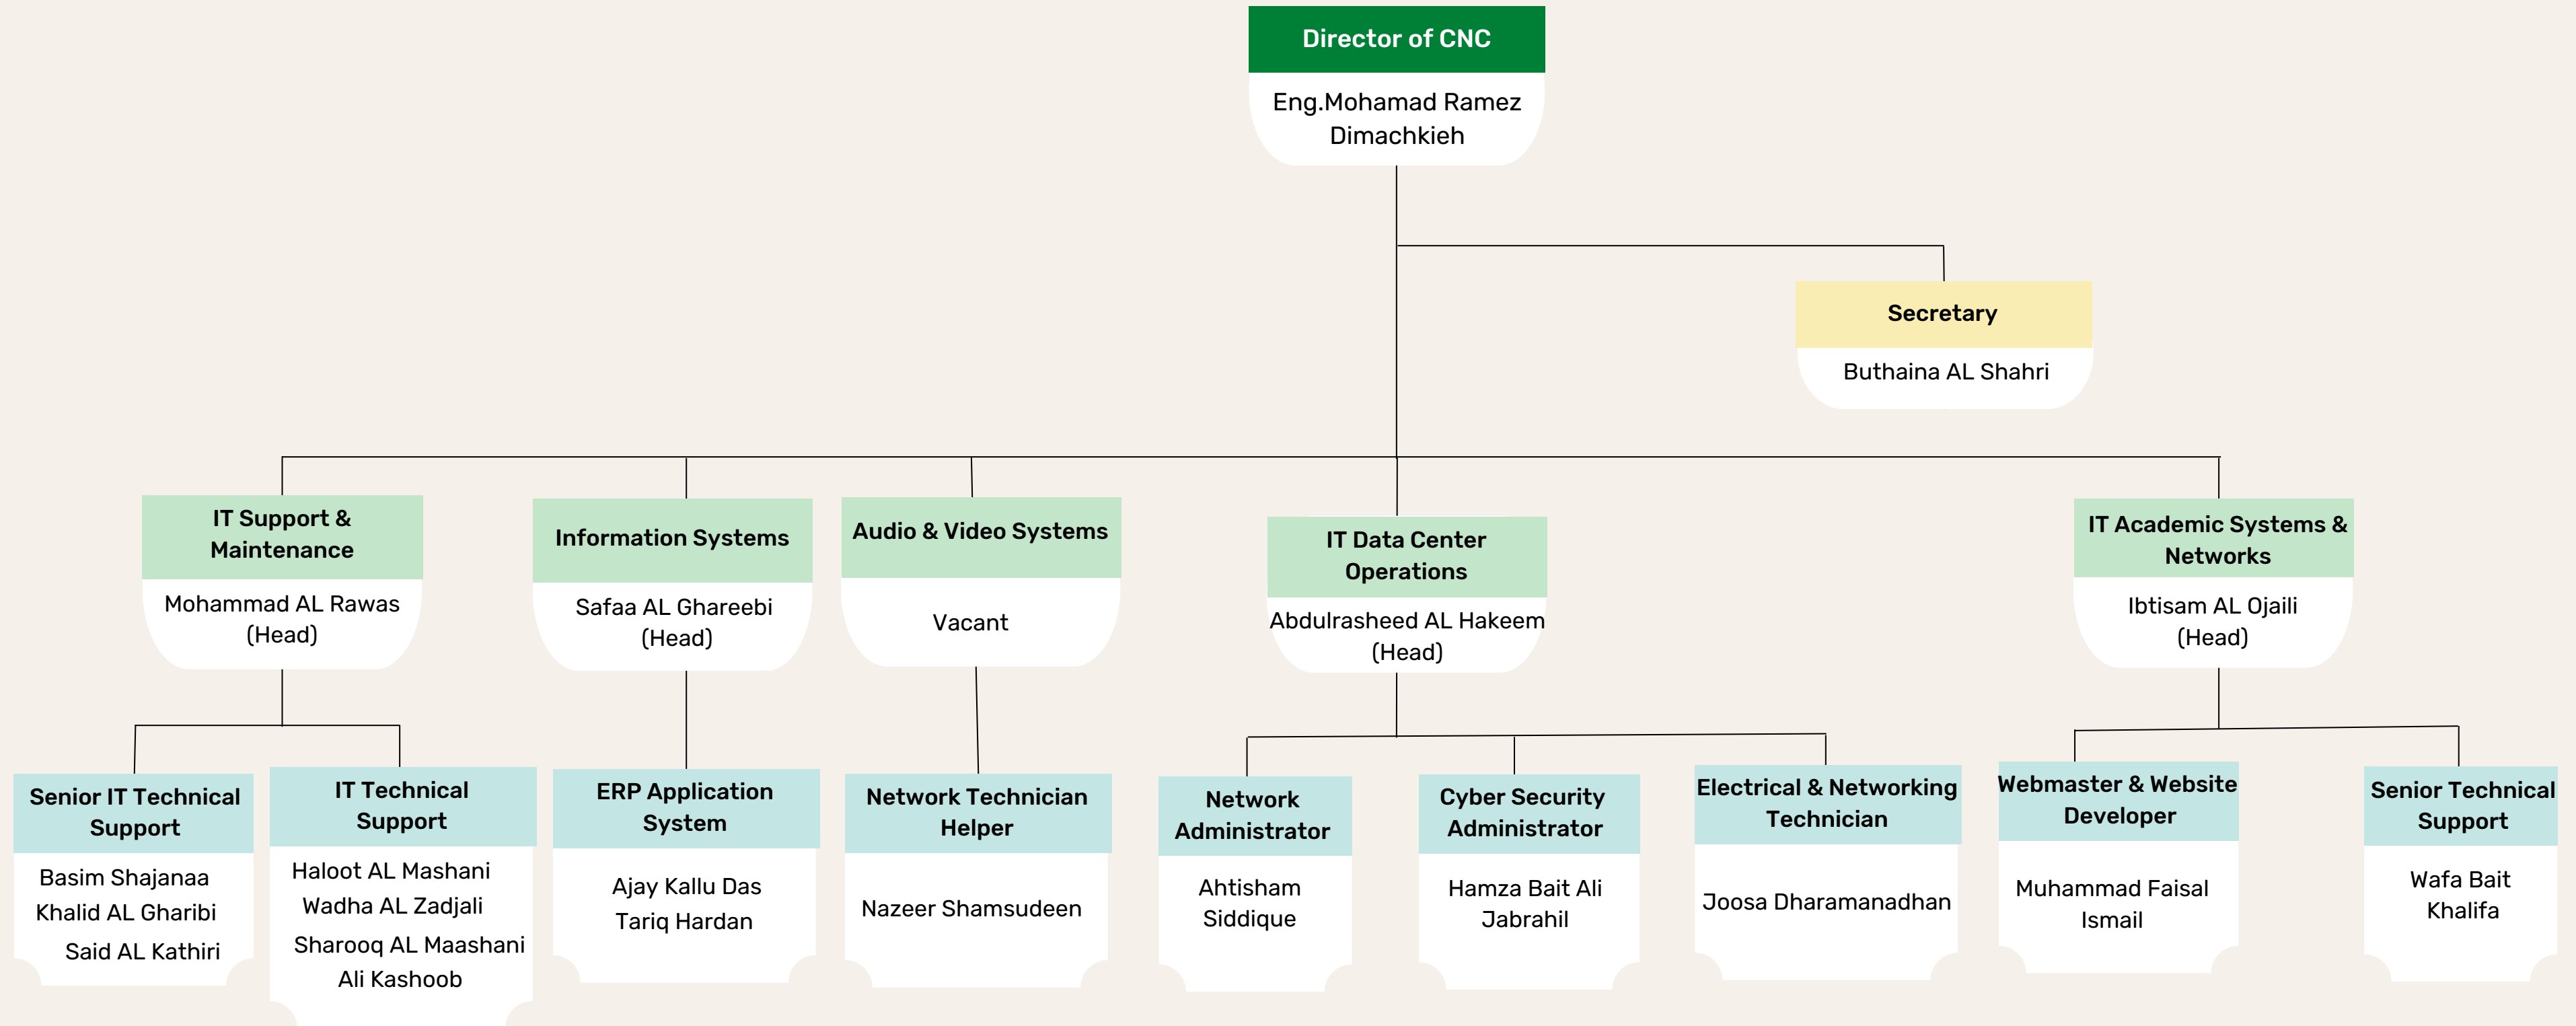 Director of CNC
Eng.Mohamad Ramez
Dimachkieh
Secretary
Buthaina AL Shahri
IT Support &
Maintenance
Mohammad AL Rawas
(Head)
Information Systems
Safaa AL Ghareebi
(Head)
Audio & Video Systems
Vacant
IT Data Center
Operations
Abdulrasheed AL Hakeem
(Head)
IT Academic Systems &
Networks
Ibtisam AL Ojaili
(Head)
Senior IT Technical
Support
Basim Shajanaa
Khalid AL Gharibi
Said AL Kathiri
IT Technical
Support
Haloot AL Mashani
Wadha AL Zadjali
Sharooq AL Maashani
Ali Kashoob
ERP Application
System
Ajay Kallu Das
Tariq Hardan
Network Technician
Helper
Nazeer Shamsudeen
Network
Administrator
Ahtisham
Siddique
Cyber Security
Administrator
Hamza Bait Ali
Jabrahil
Electrical & Networking
Technician
Joosa Dharamanadhan
Webmaster & Website
Developer
Muhammad Faisal
Ismail
Senior Technical
Support
Wafa Bait
Khalifa